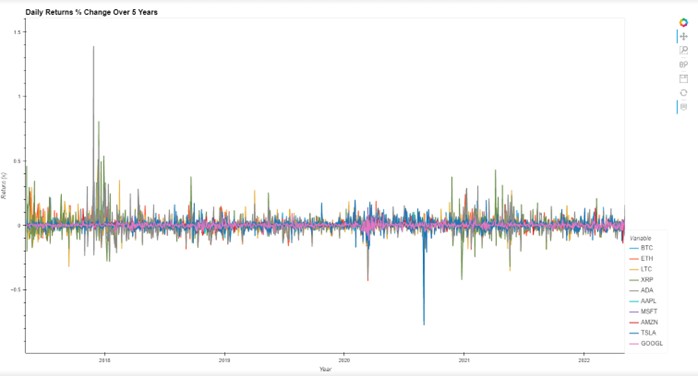 Daily Returns % Change Over 5 Years
1.5
1
0.5
0
-0.5
Return (%)
2018
2019
2020
2021
2022
Year
Variable
BTC
ETH
LTC
XRP
ADA
AAPL
MSFT
AMZN
TSLA
GOOGL